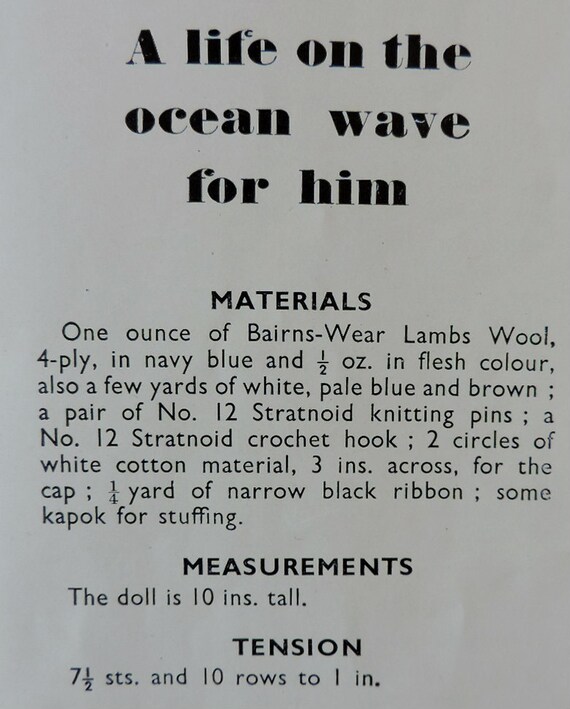 A life on the
ocean wave
for him
MATERIALS
One ounce of Bairns-Wear Lambs Wool,
4-ply, in navy blue and ½ oz. in flesh colour,
also a few yards of white, pale blue and brown ;
a pair of No. 12 Stratnoid knitting pins ; a
No. 12 Stratnoid crochet hook ; 2 circles of
white cotton material, 3 ins. across, for the
cap ; ¼ yard of narrow black ribbon ; some
kapok for stuffing.
MEASUREMENTS
The doll is 10 ins. tall.
TENSION
7½ sts. and 10 rows to 1 in.